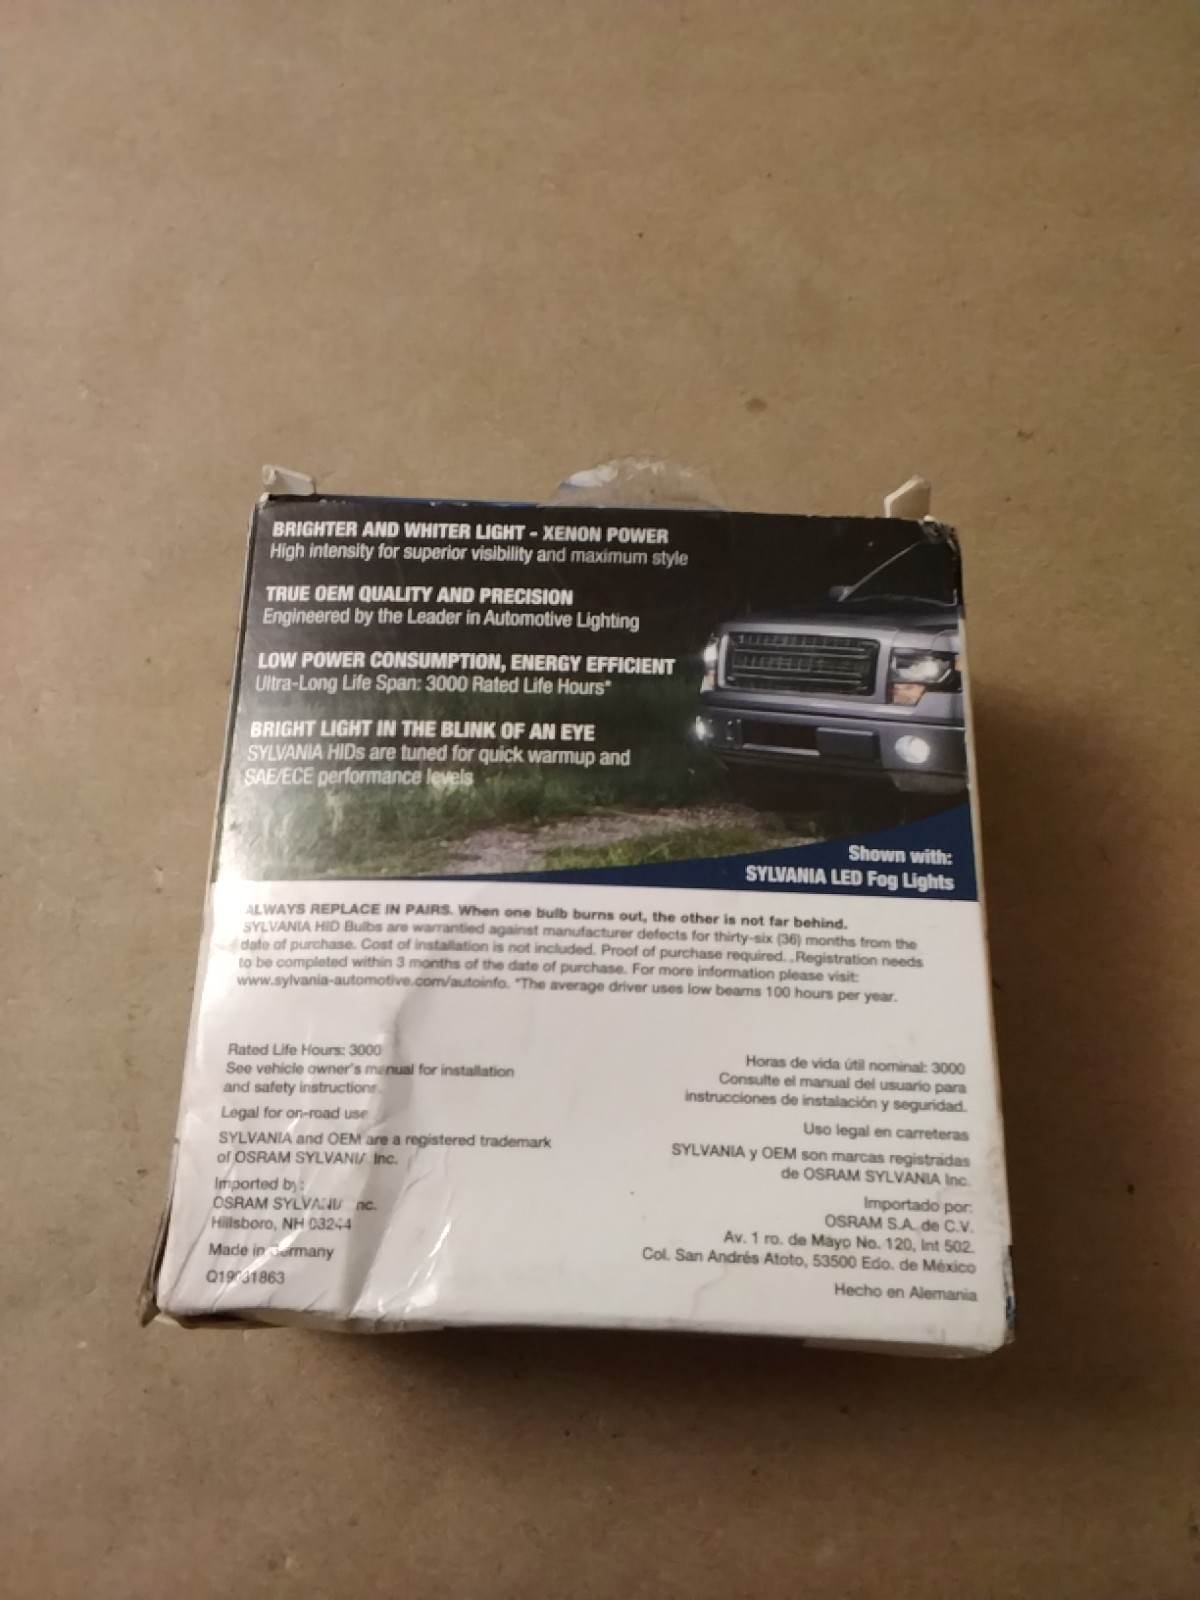 BRIGHTER AND WHITER LIGHT - XENON POWER
High intensity for superior visibility and maximum style
TRUE OEM QUALITY AND PRECISION
Engineered by the Leader in Automotive Lighting
LOW POWER CONSUMPTION, ENERGY EFFICIENT
Ultra-Long Life Span: 3000 Rated Life Hours*
BRIGHT LIGHT IN THE BLINK OF AN EYE
SYLVANIA HIDs are tuned for quick warmup and
SAE/ECE performance levels
Shown with:
SYLVANIA LED Fog Lights
ALWAYS REPLACE IN PAIRS. When one bulb burns out, the other is not far behind.
SYLVANIA HID Bulbs are warrantied against manufacturer defects for thirty-six (36) months from the
date of purchase. Cost of installation is not included. Proof of purchase required. .Registration needs
to be completed within 3 months of the date of purchase. For more information please visit:
www.sylvania-automotive.com/autoinfo. *The average driver uses low beams 100 hours per year.
Rated Life Hours: 3000
See vehicle owner's manual for installation
and safety instructions
Legal for on-road use
SYLVANIA and OEM are a registered trademark
of OSRAM SYLVANIA Inc.
Imported by:
OSRAM SYLVANIA Inc.
Hillsboro, NH 03244
Made in Germany
Horas de vida útil nominal: 3000
Consulte el manual del usuario para
instrucciones de instalación y seguridad.
Uso legal en carreteras
SYLVANIA y OEM son marcas registradas
de OSRAM SYLVANIA Inc.
Importado por:
OSRAM S.A. de C.V.
Av. 1 ro. de Mayo No. 120, Int 502.
Col. San Andrés Atoto, 53500 Edo. de México
Hecho en Alemania